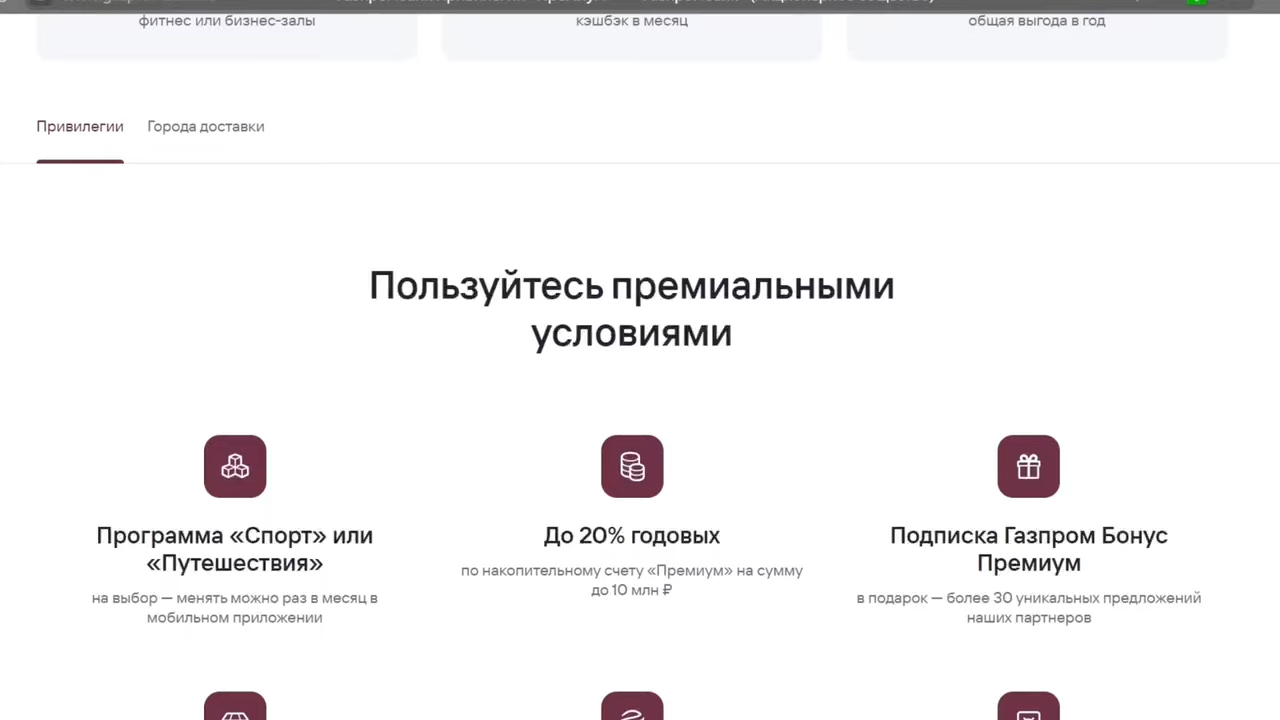 фитнес или бизнес-залы
кэшбэк в месяц
общая выгода в год
Привилегии
Города доставки
Пользуйтесь премиальными
условиями
Программа «Спорт» или
«Путешествия»
на выбор — менять можно раз в месяц в
мобильном приложении
До 20% годовых
по накопительному счету «Премиум» на сумму
до 10 млн ₽
Подписка Газпром Бонус
Премиум
в подарок — более 30 уникальных предложений
наших партнеров